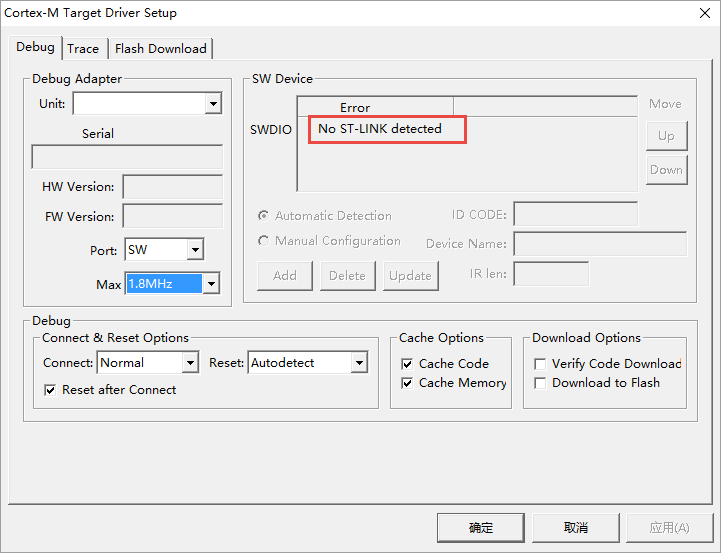 Cortex-M Target Driver Setup
Debug
Trace
Flash Download
Debug Adapter
Unit:
Serial
HW Version:
FW Version:
Port: SW
Max 1.8MHz
SW Device
Error
SWDIO
No ST-LINK detected
Move
Up
Down
Automatic Detection
Manual Configuration
ID CODE:
Device Name:
Add
Delete
Update
IR len:
Debug
Connect & Reset Options
Connect: Normal
Reset: Autodetect
Reset after Connect
Cache Options
Cache Code
Cache Memory
Download Options
Verify Code Download
Download to Flash
确定
取消
应用(A)